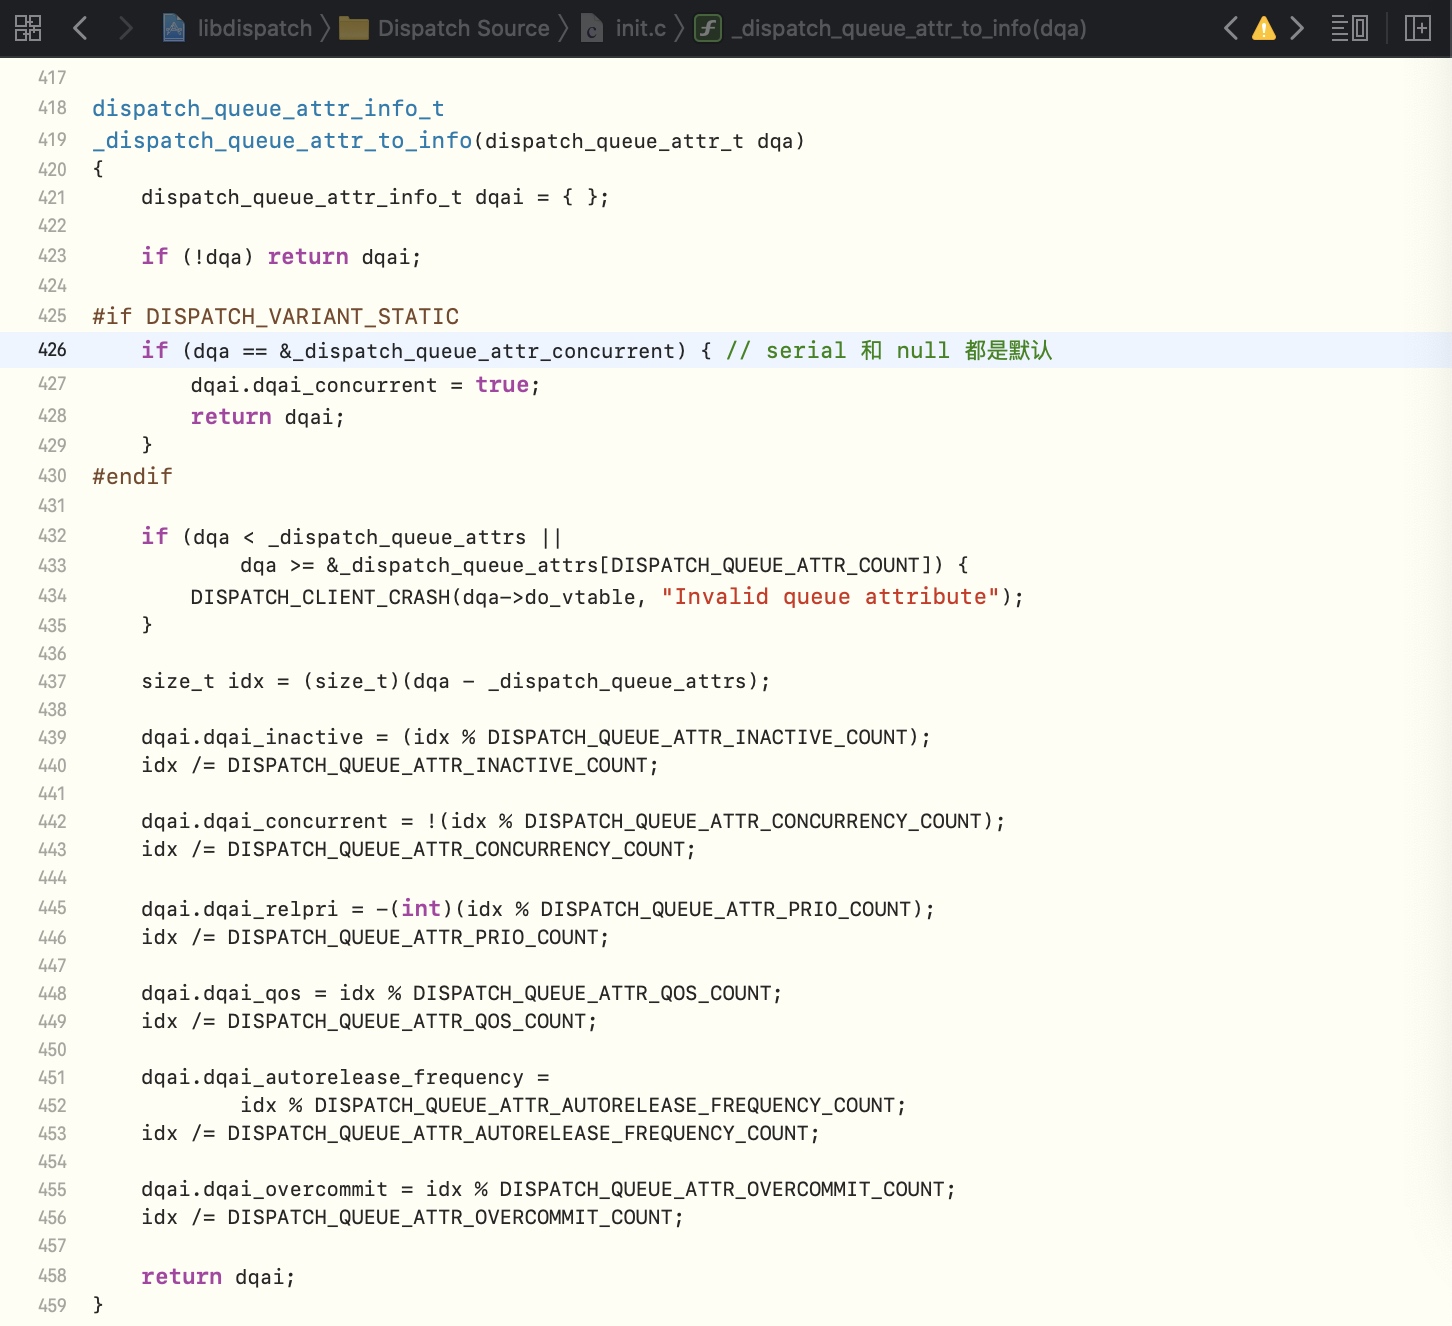 libdispatch Dispatch Source init.c _dispatch_queue_attr_to_info(dqa)
417
418 dispatch_queue_attr_info_t
419 _dispatch_queue_attr_to_info(dispatch_queue_attr_t dqa)
420 {
421     dispatch_queue_attr_info_t dqai = { };
422
423     if (!dqa) return dqai;
424
425 #if DISPATCH_VARIANT_STATIC
426     if (dqa == &_dispatch_queue_attr_concurrent) { // serial 和 null 都是默认
427         dqai.dqai_concurrent = true;
428         return dqai;
429     }
430 #endif
431
432     if (dqa < _dispatch_queue_attrs ||
433             dqa >= &_dispatch_queue_attrs[DISPATCH_QUEUE_ATTR_COUNT]) {
434         DISPATCH_CLIENT_CRASH(dqa->do_vtable, "Invalid queue attribute");
435     }
436
437     size_t idx = (size_t)(dqa - _dispatch_queue_attrs);
438
439     dqai.dqai_inactive = (idx % DISPATCH_QUEUE_ATTR_INACTIVE_COUNT);
440     idx /= DISPATCH_QUEUE_ATTR_INACTIVE_COUNT;
441
442     dqai.dqai_concurrent = !(idx % DISPATCH_QUEUE_ATTR_CONCURRENCY_COUNT);
443     idx /= DISPATCH_QUEUE_ATTR_CONCURRENCY_COUNT;
444
445     dqai.dqai_relpri = -(int)(idx % DISPATCH_QUEUE_ATTR_PRIO_COUNT);
446     idx /= DISPATCH_QUEUE_ATTR_PRIO_COUNT;
447
448     dqai.dqai_qos = idx % DISPATCH_QUEUE_ATTR_QOS_COUNT;
449     idx /= DISPATCH_QUEUE_ATTR_QOS_COUNT;
450
451     dqai.dqai_autorelease_frequency =
452             idx % DISPATCH_QUEUE_ATTR_AUTORELEASE_FREQUENCY_COUNT;
453     idx /= DISPATCH_QUEUE_ATTR_AUTORELEASE_FREQUENCY_COUNT;
454
455     dqai.dqai_overcommit = idx % DISPATCH_QUEUE_ATTR_OVERCOMMIT_COUNT;
456     idx /= DISPATCH_QUEUE_ATTR_OVERCOMMIT_COUNT;
457
458     return dqai;
459 }